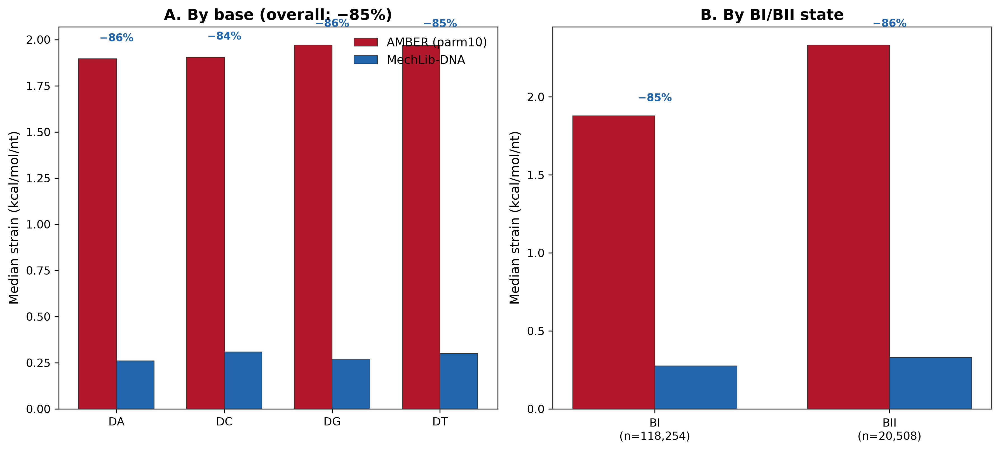 A. By base (overall: −85%)
−86%
−84%
−86%
−85%
AMBER (parm10)
MechLib-DNA
Median strain (kcal/mol/nt)
2.00
1.75
1.50
1.25
1.00
0.75
0.50
0.25
0.00
DA
DC
DG
DT
B. By BI/BII state
−85%
−86%
Median strain (kcal/mol/nt)
2.0
1.5
1.0
0.5
0.0
BI
(n=118,254)
BII
(n=20,508)